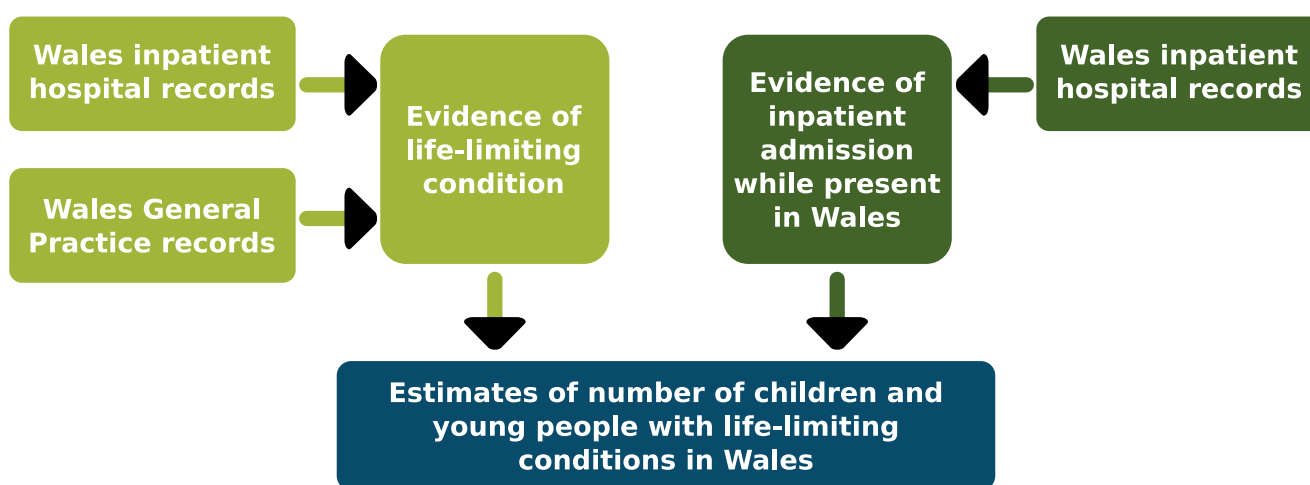 Wales inpatient
hospital records
Wales General
Practice records
Evidence of
life-limiting
condition
Evidence of
inpatient
admission
while present
in Wales
Wales inpatient
hospital records
Estimates of number of children and
young people with life-limiting
conditions in Wales